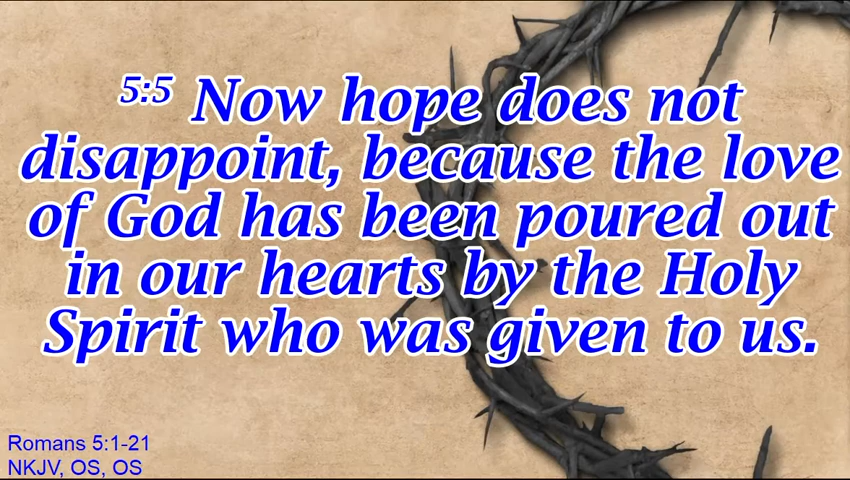 5:5 Now hope does not
disappoint, because the love
of God has been poured out
in our hearts by the Holy
Spirit who was given to us.
Romans 5:1-21
NKJV, OS, OS